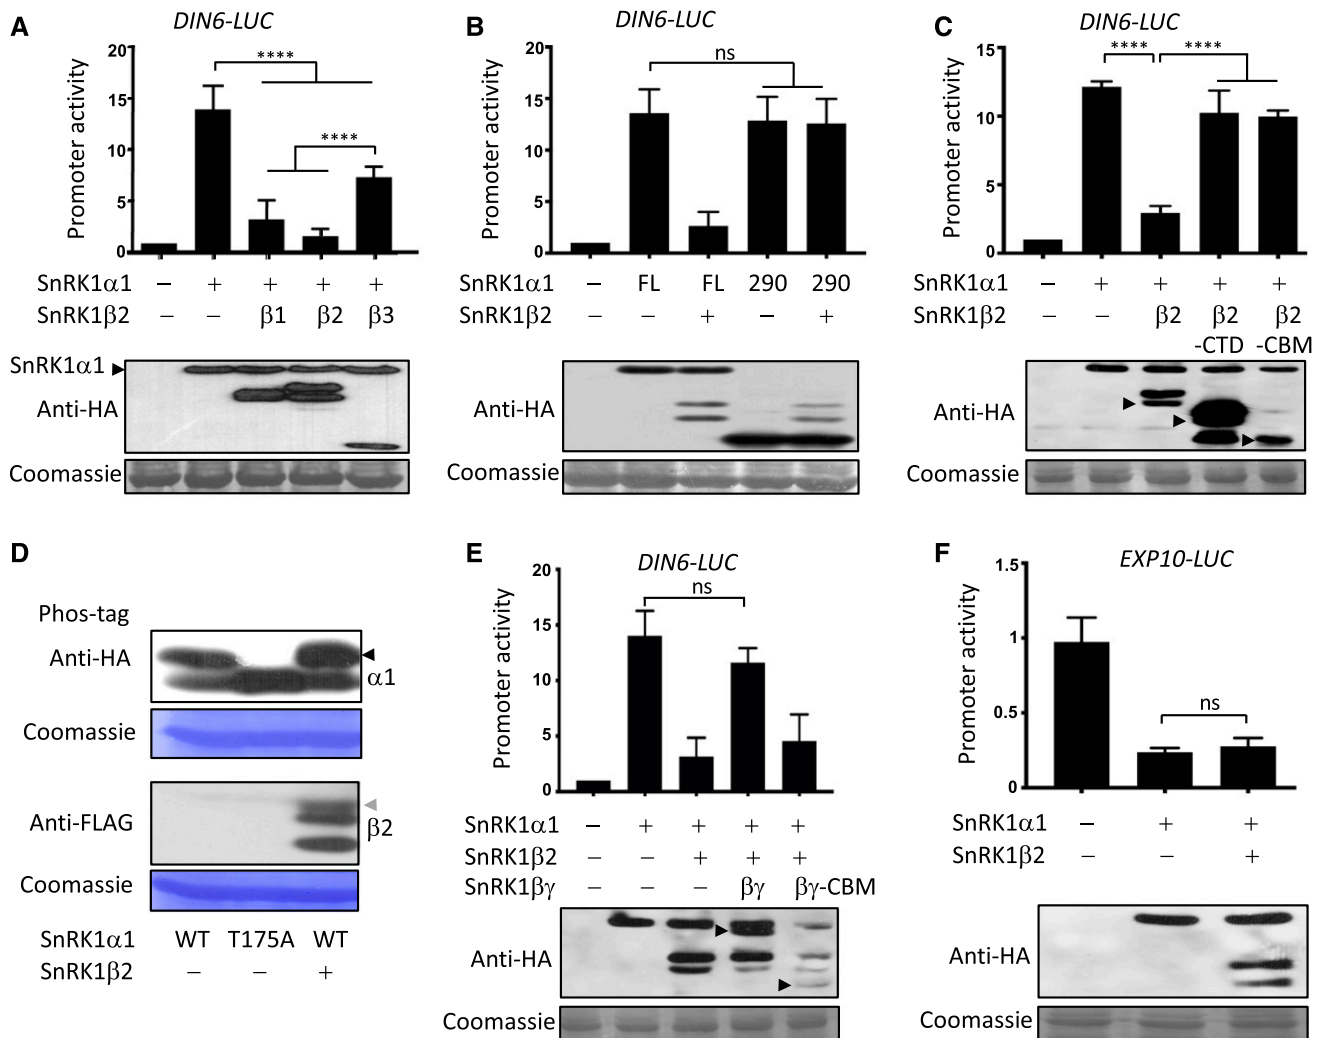 A
DIN6-LUC
Promoter activity
20
15
10
5
0
****
****
SnRK1α1 − + + + +
SnRK1β2 − − β1 β2 β3
SnRK1α1
Anti-HA
Coomassie
B
DIN6-LUC
Promoter activity
20
15
10
5
0
ns
SnRK1α1 − FL FL 290 290
SnRK1β2 − − + − +
Anti-HA
Coomassie
C
DIN6-LUC
Promoter activity
15
10
5
0
**** ****
SnRK1α1 − + + + +
SnRK1β2 − − β2 β2 β2
-CTD -CBM
Anti-HA
Coomassie
D
Phos-tag
Anti-HA
α1
Coomassie
Anti-FLAG
β2
Coomassie
SnRK1α1 WT T175A WT
SnRK1β2 − − +
E
DIN6-LUC
Promoter activity
20
15
10
5
0
ns
SnRK1α1 − + + + +
SnRK1β2 − − + + +
SnRK1βγ − − − βγ βγ-CBM
Anti-HA
Coomassie
F
EXP10-LUC
Promoter activity
1.5
1
0.5
0
ns
SnRK1α1 − + +
SnRK1β2 − − +
Anti-HA
Coomassie